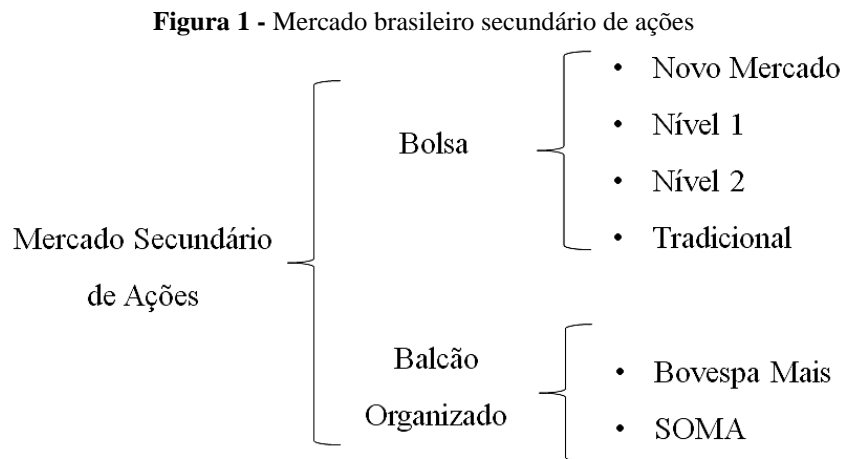 Figura 1 - Mercado brasileiro secundário de ações
Mercado Secundário
de Ações
Bolsa
• Novo Mercado
• Nível 1
• Nível 2
• Tradicional
Balcão
Organizado
• Bovespa Mais
• SOMA